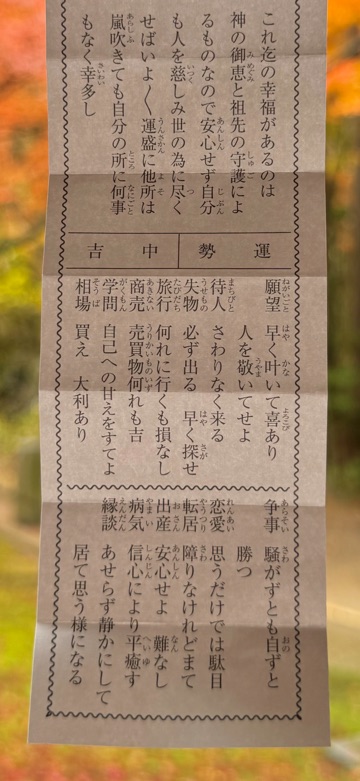 これ迄の幸福があるのは
神の御恵と祖先の守護によ
るものなので安心せず自分
も人を慈しみ世の為に尽く
せばいよ〱運盛に他所は
嵐吹きても自分の所に何事
もなく幸多し
運勢
中吉
願望 早く叶いて喜あり
人を敬いてせよ
待人 さわりなく来る
失物 必ず出る 早く探せ
旅行 何れに行くも損なし
商売 売買物何れも吉
学問 自己への甘えをすてよ
相場 買え 大利あり
争事 騒がずとも自ずと
勝つ
恋愛 思うだけでは駄目
転居 障りなけれどまて
出産 安心せよ 難なし
病気 信心により平癒す
縁談 あせらず静かにして
居て思う様になる